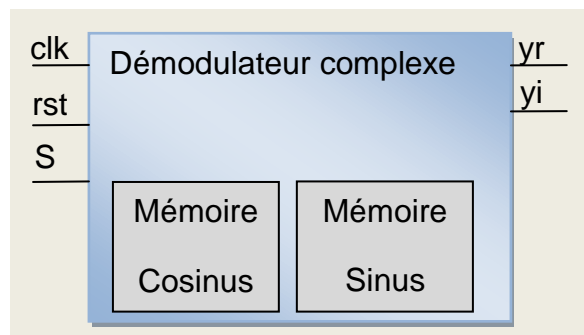 clk
Démodulateur complexe
yr
rst
yi
S
Mémoire
Cosinus
Mémoire
Sinus